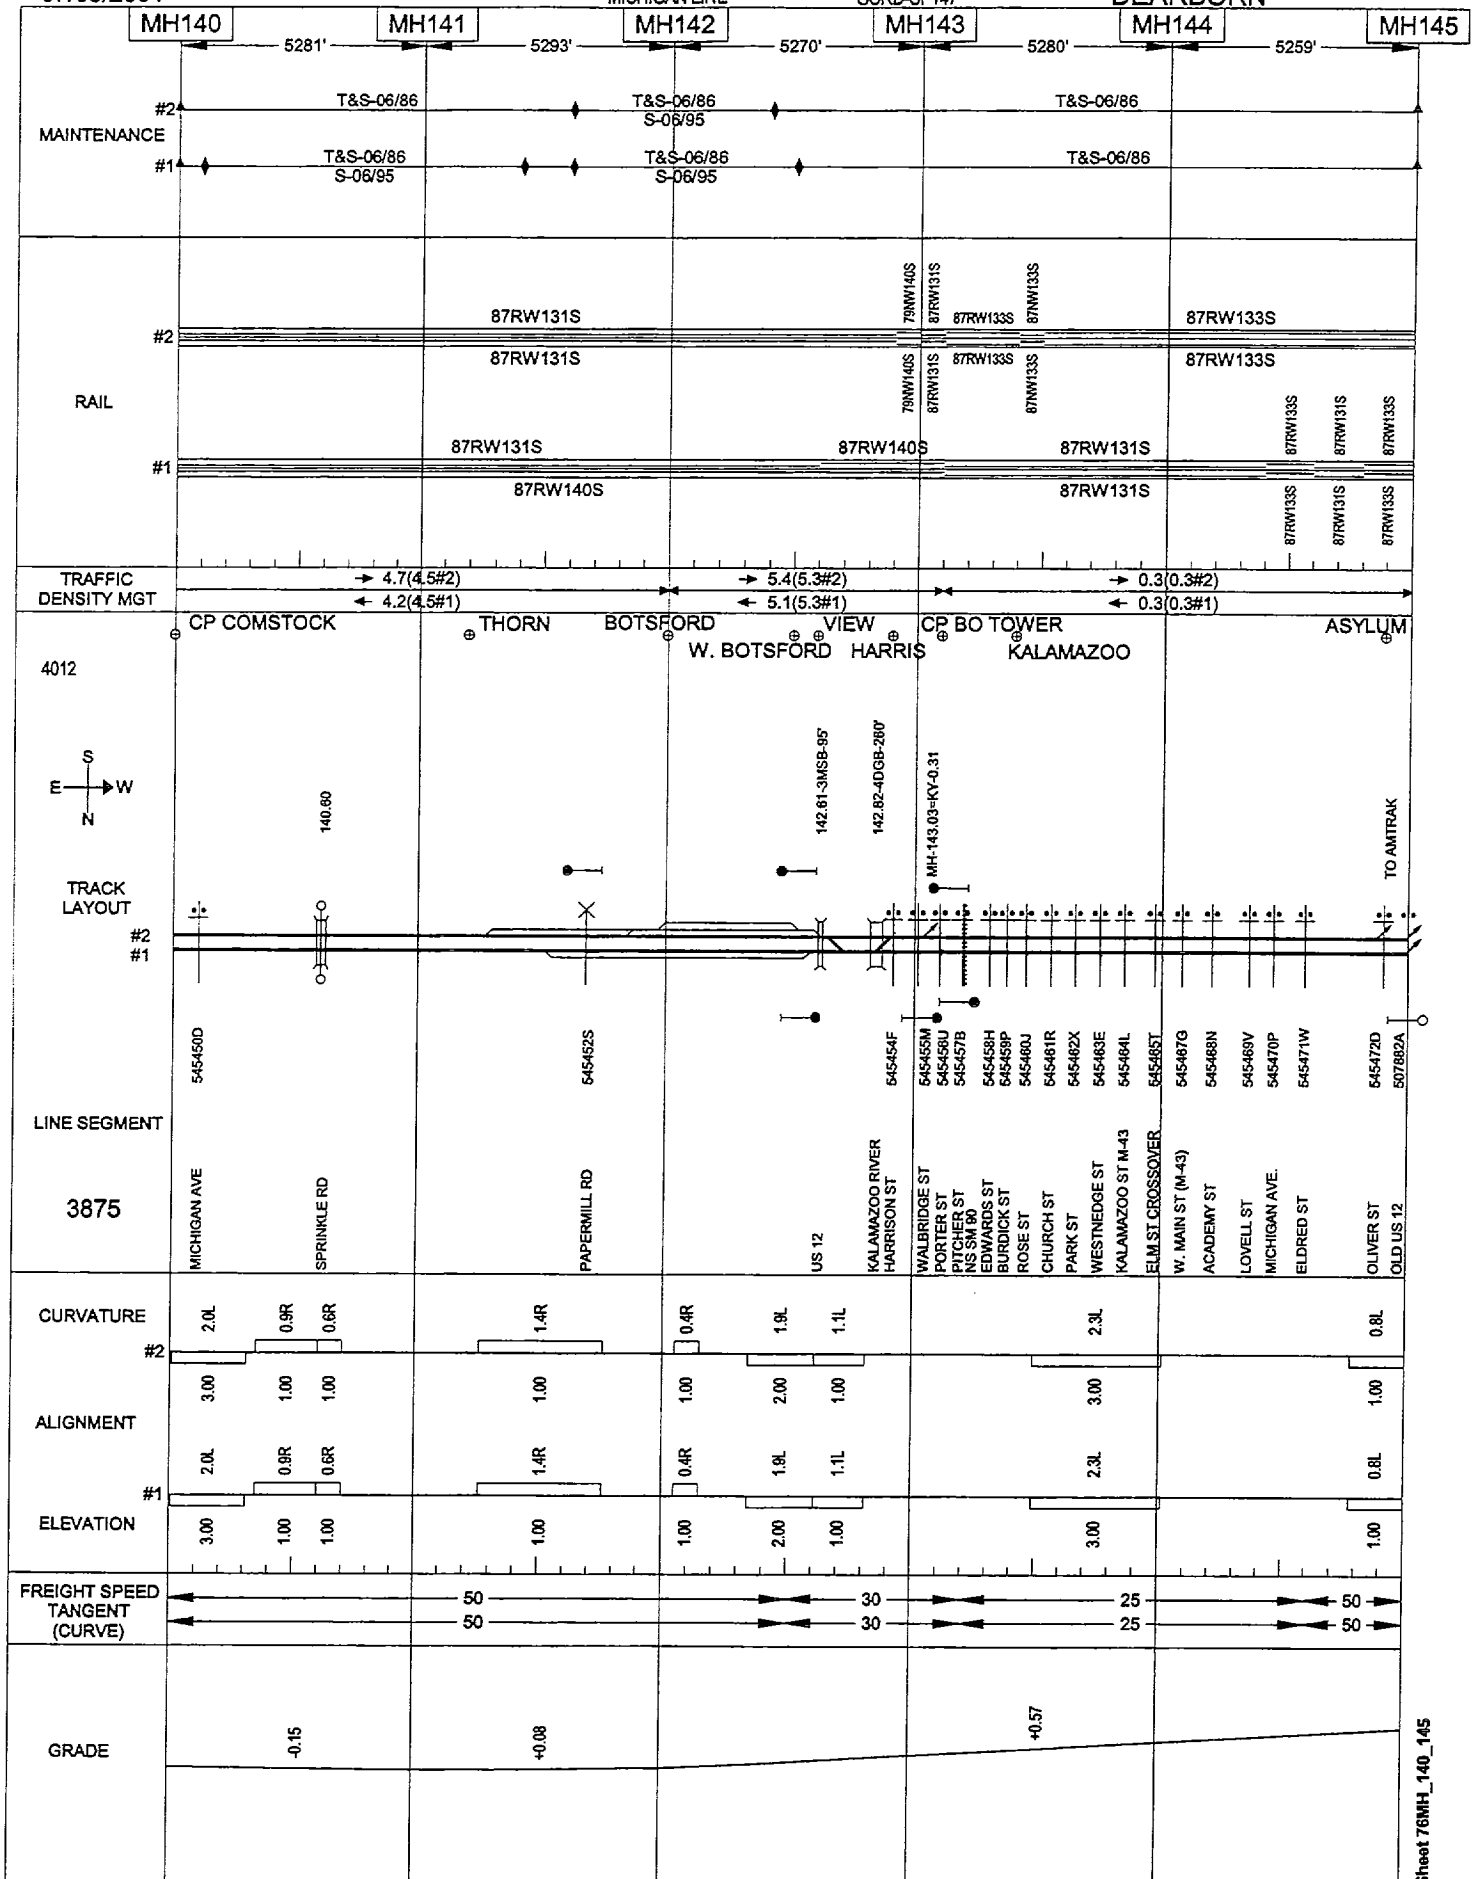 MICHIGAN LINE
DEARBORN
MH140 MH141 MH142 MH143 MH144 MH145
5281' 5293' 5270' 5280' 5259'
MAINTENANCE
#2 T&S-06/86 T&S-06/86 T&S-06/86
S-06/95
#1 T&S-06/86 T&S-06/86 T&S-06/86
S-06/95 S-06/95
RAIL
79NW140S 87RW131S 87NW133S
#2 87RW131S 87RW133S 87RW133S
87RW131S 87RW133S 87RW133S
79NW140S 87RW131S 87NW133S
87RW133S 87RW131S 87RW133S
#1 87RW131S 87RW140S 87RW131S
87RW140S 87RW131S
87RW133S 87RW131S 87RW133S
TRAFFIC
DENSITY MGT
4.7(4.5#2) 5.4(5.3#2) 0.3(0.3#2)
4.2(4.5#1) 5.1(5.3#1) 0.3(0.3#1)
CP COMSTOCK THORN BOTSFORD VIEW CP BO TOWER ASYLUM
W. BOTSFORD HARRIS KALAMAZOO
4012
S
E W
N
140.60
142.61-3MSB-95'
142.82-4DGB-260'
MH-143.03=KY-0.31
TO AMTRAK
TRACK
LAYOUT
#2
#1
545450D
545452S
545454F
545455M
545456U
545457B
545458H
545459P
545460J
545461R
545462X
545463E
545464L
545465T
545467G
545468N
545469V
545470P
545471W
545472D
507882A
LINE SEGMENT
3875
MICHIGAN AVE
SPRINKLE RD
PAPERMILL RD
US 12
KALAMAZOO RIVER
HARRISON ST
WALBRIDGE ST
PORTER ST
PITCHER ST
NS SM 90
EDWARDS ST
BURDICK ST
ROSE ST
CHURCH ST
PARK ST
WESTNEDGE ST
KALAMAZOO ST M-43
ELM ST CROSSOVER
W. MAIN ST (M-43)
ACADEMY ST
LOVELL ST
MICHIGAN AVE.
ELDRED ST
OLIVER ST
OLD US 12
CURVATURE
2.0L 0.9R 0.6R 1.4R 0.4R 1.9L 1.1L 2.3L 0.8L
#2
3.00 1.00 1.00 1.00 1.00 2.00 1.00 3.00 1.00
ALIGNMENT
2.0L 0.9R 0.6R 1.4R 0.4R 1.9L 1.1L 2.3L 0.8L
#1
ELEVATION
3.00 1.00 1.00 1.00 1.00 2.00 1.00 3.00 1.00
FREIGHT SPEED
TANGENT
(CURVE)
50 30 25 50
50 30 25 50
GRADE
-0.15 +0.08 +0.57
Sheet 76MH_140_145